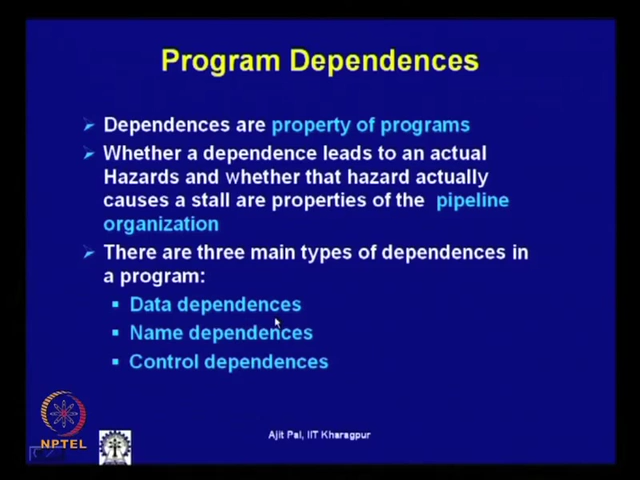 Program Dependences
Dependences are property of programs
Whether a dependence leads to an actual
Hazards and whether that hazard actually
causes a stall are properties of the pipeline
organization
There are three main types of dependences in
a program:
Data dependences
Name dependences
Control dependences
NPTEL
Ajit Pal, IIT Kharagpur